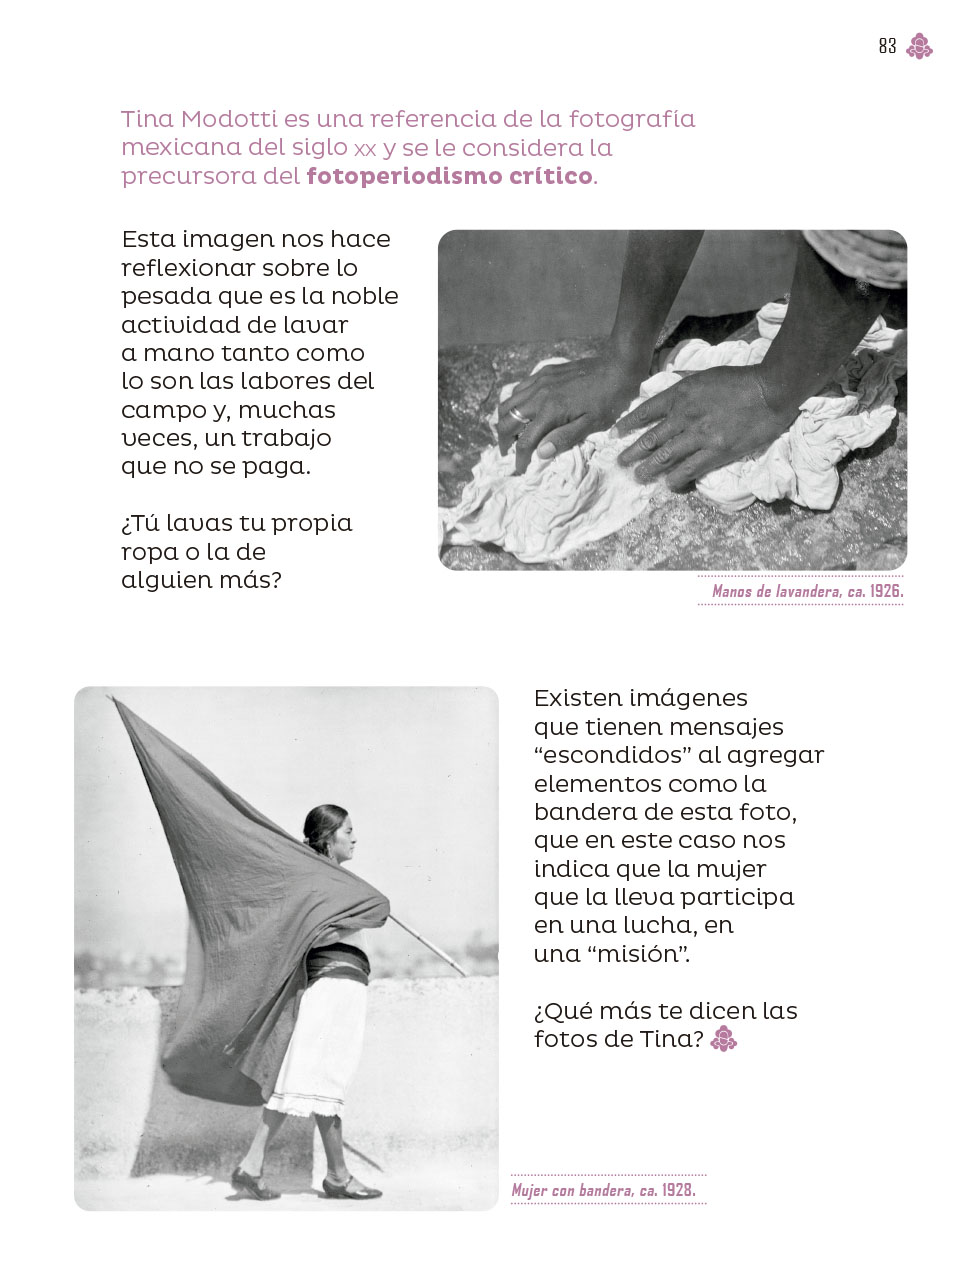 83
Tina Modotti es una referencia de la fotografía
mexicana del siglo XX y se le considera la
precursora del fotoperiodismo crítico.
Esta imagen nos hace
reflexionar sobre lo
pesada que es la noble
actividad de lavar
a mano tanto como
lo son las labores del
campo y, muchas
veces, un trabajo
que no se paga.
¿Tú lavas tu propia
ropa o la de
alguien más?
Manos de lavandera, ca. 1926.
Existen imágenes
que tienen mensajes
“escondidos” al agregar
elementos como la
bandera de esta foto,
que en este caso nos
indica que la mujer
que la lleva participa
en una lucha, en
una “misión”.
¿Qué más te dicen las
fotos de Tina?
Mujer con bandera, ca. 1928.